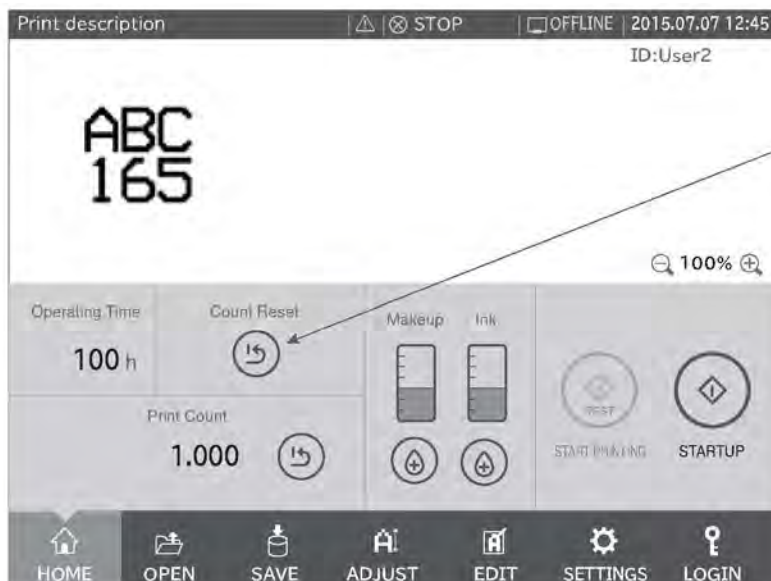 Print description STOP OFFLINE 2015.07.07 12:45
ID:User2
ABC
165
100%
Operating Time Count Reset Makeup Ink
100 h
Print Count
1.000
TEST
START PRINTING STARTUP
HOME OPEN SAVE ADJUST EDIT SETTINGS LOGIN